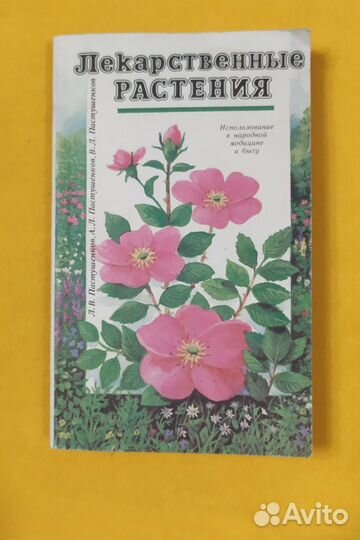 Лекарственные
РАСТЕНИЯ
Использование
в народной
медицине
и быту
Л. В. Пастушенков, А. Л. Пастушенков, В. Л. Пастушенков
Avito